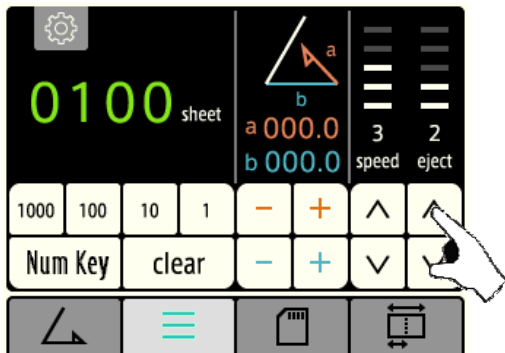 0100 sheet
a
b
a 000.0
b 000.0
3 2
speed eject
1000 100 10 1 − +
Num Key clear − +